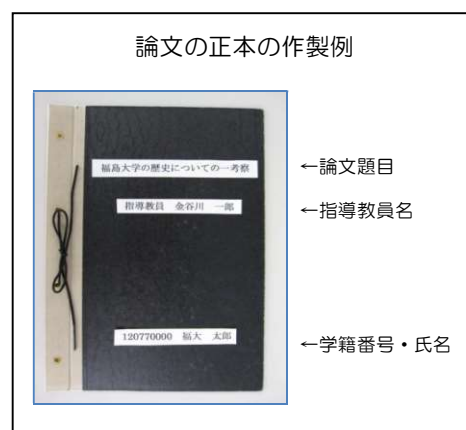 論文の正本の作製例
福島大学の歴史についての一考察
←論文題目
指導教員　金谷川　一郎
←指導教員名
120770000　福大　太郎
←学籍番号・氏名